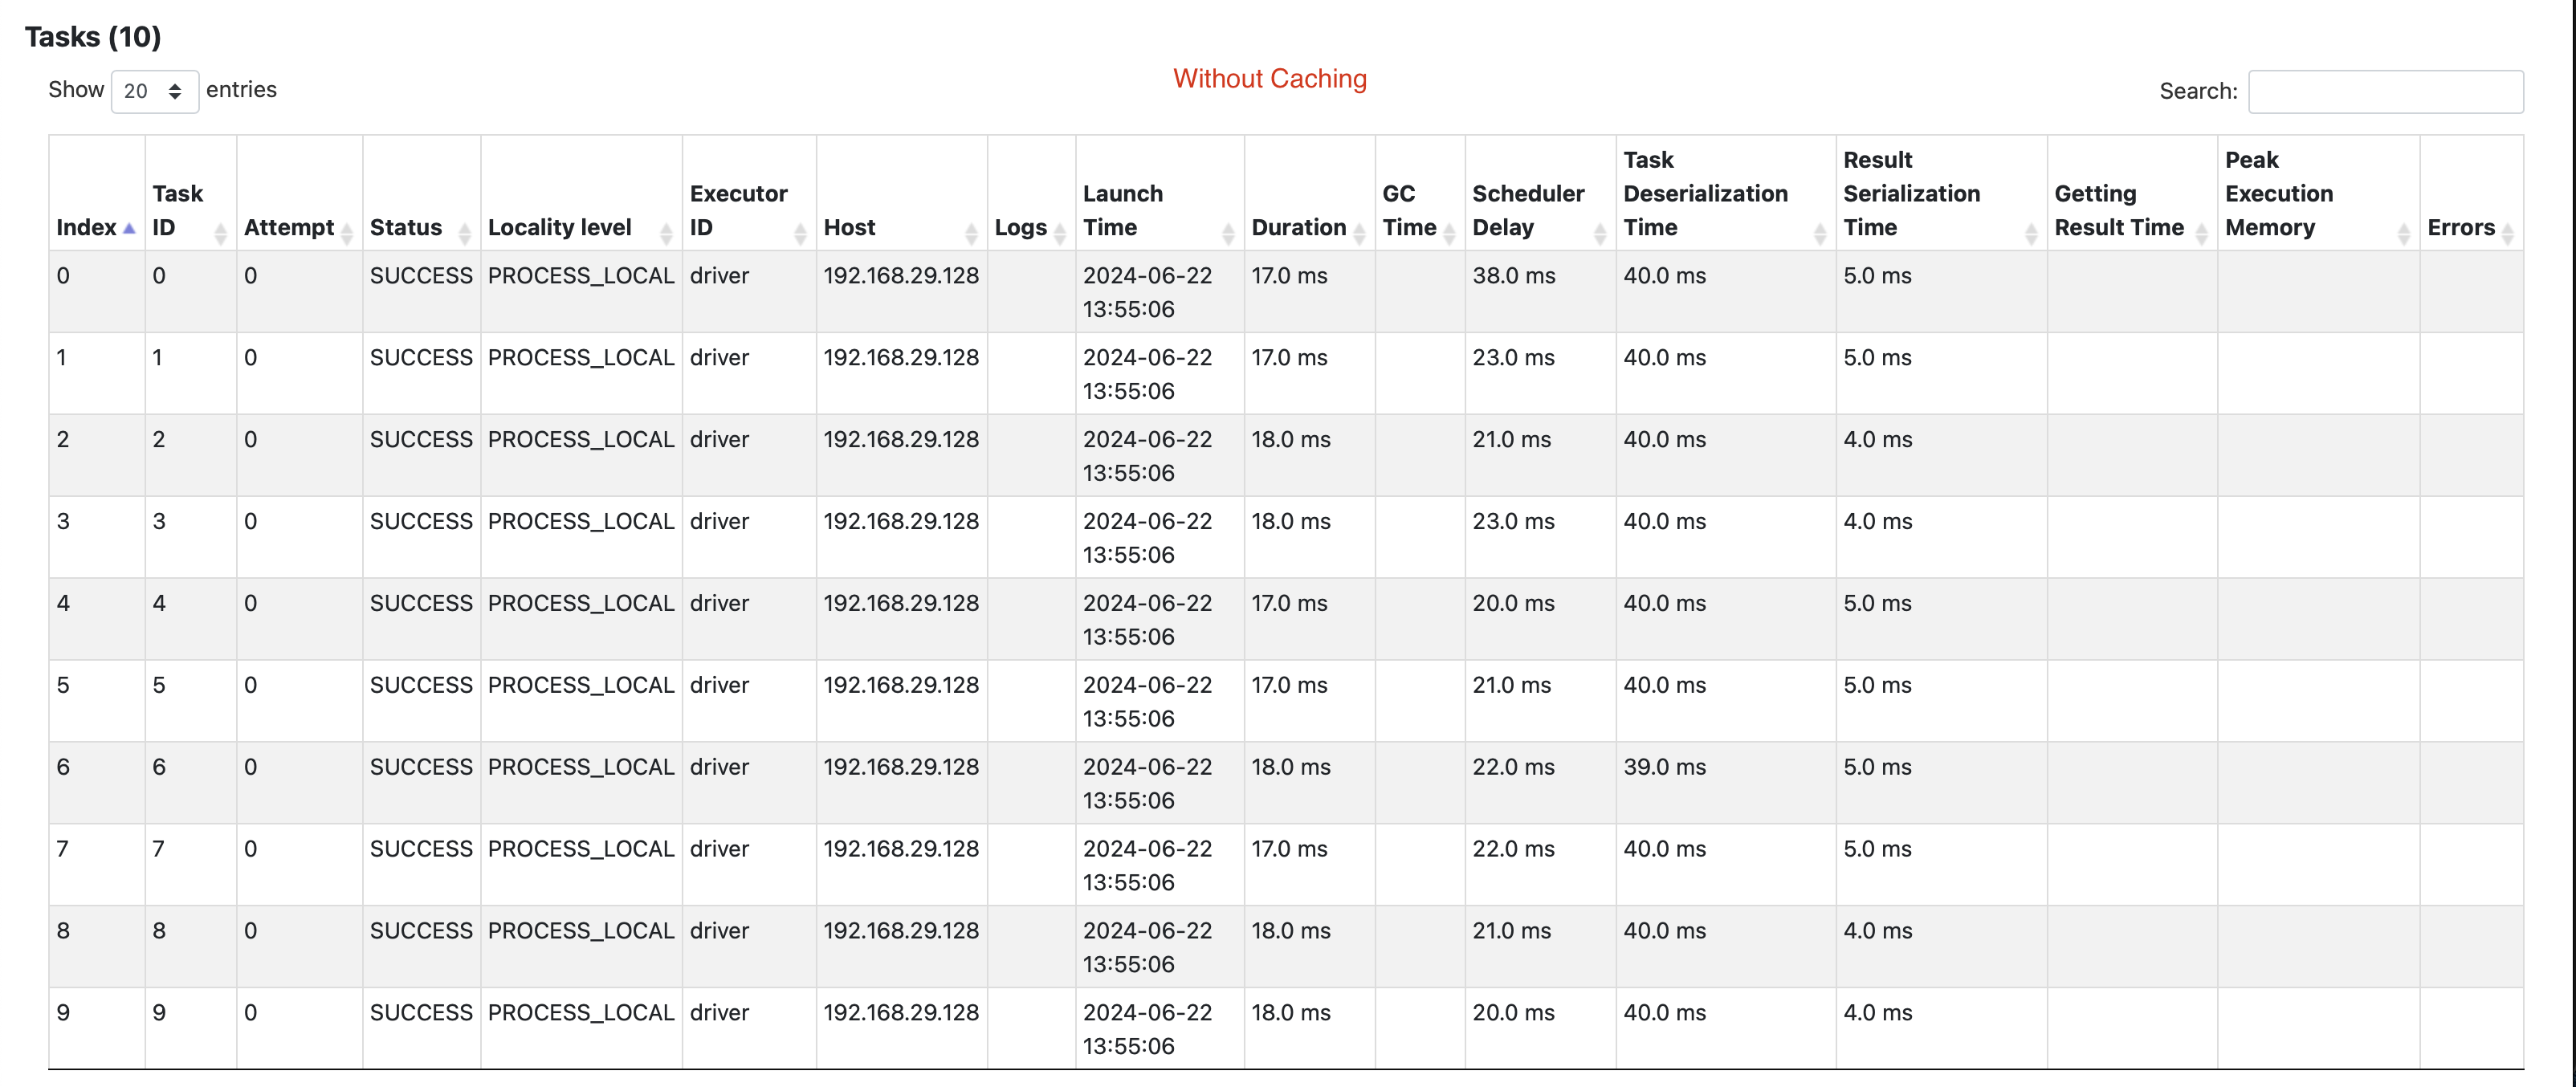 Tasks (10)
Show 20 entries
Without Caching
Search:
Index Task ID Attempt Status Locality level Executor ID Host Logs Launch Time Duration GC Time Scheduler Delay Task Deserialization Time Result Serialization Time Getting Result Time Peak Execution Memory Errors
0 0 0 SUCCESS PROCESS_LOCAL driver 192.168.29.128 2024-06-22 13:55:06 17.0 ms 38.0 ms 40.0 ms 5.0 ms
1 1 0 SUCCESS PROCESS_LOCAL driver 192.168.29.128 2024-06-22 13:55:06 17.0 ms 23.0 ms 40.0 ms 5.0 ms
2 2 0 SUCCESS PROCESS_LOCAL driver 192.168.29.128 2024-06-22 13:55:06 18.0 ms 21.0 ms 40.0 ms 4.0 ms
3 3 0 SUCCESS PROCESS_LOCAL driver 192.168.29.128 2024-06-22 13:55:06 18.0 ms 23.0 ms 40.0 ms 4.0 ms
4 4 0 SUCCESS PROCESS_LOCAL driver 192.168.29.128 2024-06-22 13:55:06 17.0 ms 20.0 ms 40.0 ms 5.0 ms
5 5 0 SUCCESS PROCESS_LOCAL driver 192.168.29.128 2024-06-22 13:55:06 17.0 ms 21.0 ms 40.0 ms 5.0 ms
6 6 0 SUCCESS PROCESS_LOCAL driver 192.168.29.128 2024-06-22 13:55:06 18.0 ms 22.0 ms 39.0 ms 5.0 ms
7 7 0 SUCCESS PROCESS_LOCAL driver 192.168.29.128 2024-06-22 13:55:06 17.0 ms 22.0 ms 40.0 ms 5.0 ms
8 8 0 SUCCESS PROCESS_LOCAL driver 192.168.29.128 2024-06-22 13:55:06 18.0 ms 21.0 ms 40.0 ms 4.0 ms
9 9 0 SUCCESS PROCESS_LOCAL driver 192.168.29.128 2024-06-22 13:55:06 18.0 ms 20.0 ms 40.0 ms 4.0 ms